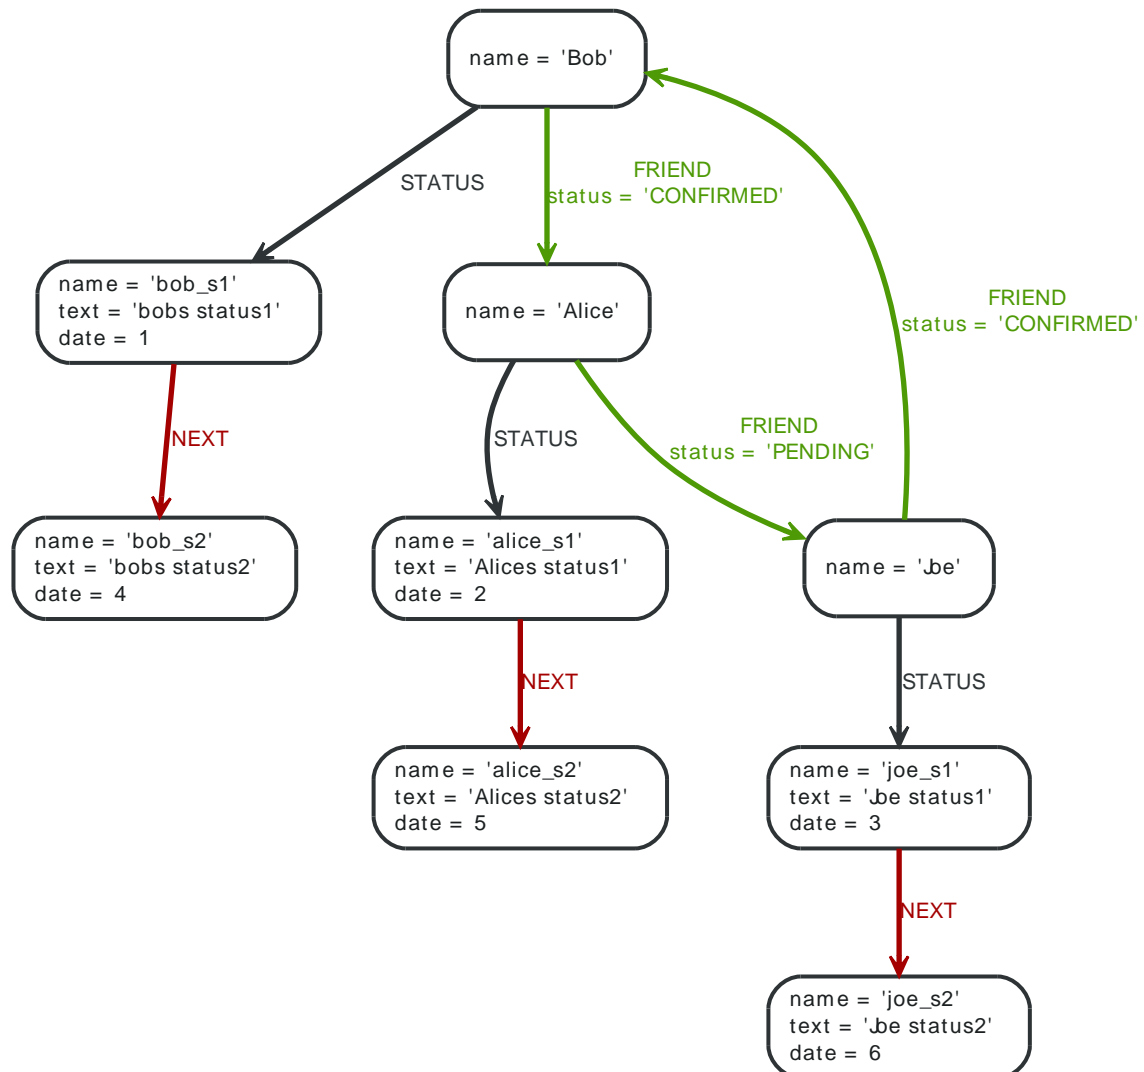 name = 'Bob'
STATUS
FRIEND
status = 'CONFIRMED'
name = 'bob_s1'
text = 'bobs status1'
date = 1
name = 'Alice'
FRIEND
status = 'CONFIRMED'
NEXT
STATUS
FRIEND
status = 'PENDING'
name = 'bob_s2'
text = 'bobs status2'
date = 4
name = 'alice_s1'
text = 'Alices status1'
date = 2
name = 'Joe'
NEXT
STATUS
name = 'alice_s2'
text = 'Alices status2'
date = 5
name = 'joe_s1'
text = 'Joe status1'
date = 3
NEXT
name = 'joe_s2'
text = 'Joe status2'
date = 6